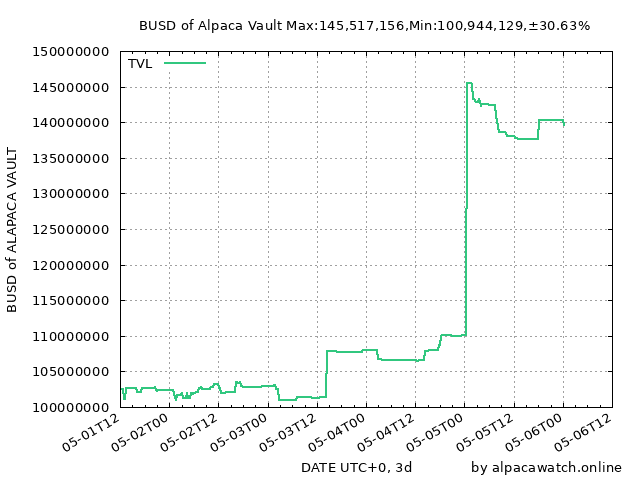 BUSD of Alpaca Vault Max:145,517,156,Min:100,944,129,±30.63%
150000000
TVL
145000000
140000000
135000000
130000000
125000000
120000000
115000000
110000000
105000000
100000000
BUSD of ALAPACA VAULT
05-01T12
05-02T00
05-02T12
05-03T00
05-03T12
05-04T00
05-04T12
05-05T00
05-05T12
05-06T00
05-06T12
DATE UTC+0, 3d
by alpacawatch.online